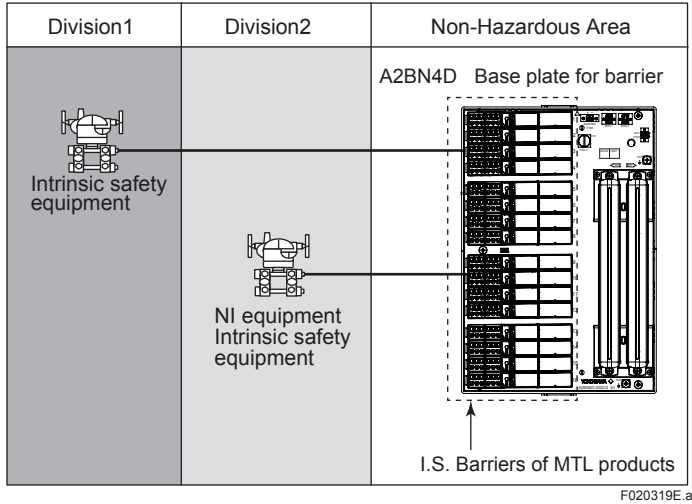 Division1
Division2
Non-Hazardous Area
A2BN4D Base plate for barrier
Intrinsic safety
equipment
NI equipment
Intrinsic safety
equipment
YOKOGAWA
I.S. Barriers of MTL products
F020319E.a